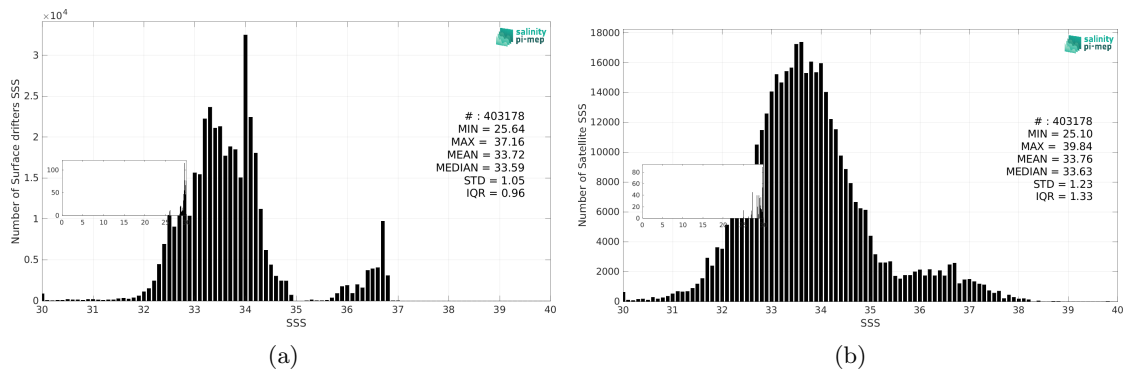 ×10⁴
3.5
3
2.5
2
1.5
1
0.5
0
Number of Surface drifters SSS
salinity
pi-mep
# : 403178
MIN = 25.64
MAX = 37.16
MEAN = 33.72
MEDIAN = 33.59
STD = 1.05
IQR = 0.96
100
50
0
0 5 10 15 20 25
30 31 32 33 34 35 36 37 38 39 40
SSS
(a)
18000
16000
14000
12000
10000
8000
6000
4000
2000
0
Number of Satellite SSS
salinity
pi-mep
# : 403178
MIN = 25.10
MAX = 39.84
MEAN = 33.76
MEDIAN = 33.63
STD = 1.23
IQR = 1.33
80
60
40
20
0
0 5 10 15 20 25
30 31 32 33 34 35 36 37 38 39 40
SSS
(b)